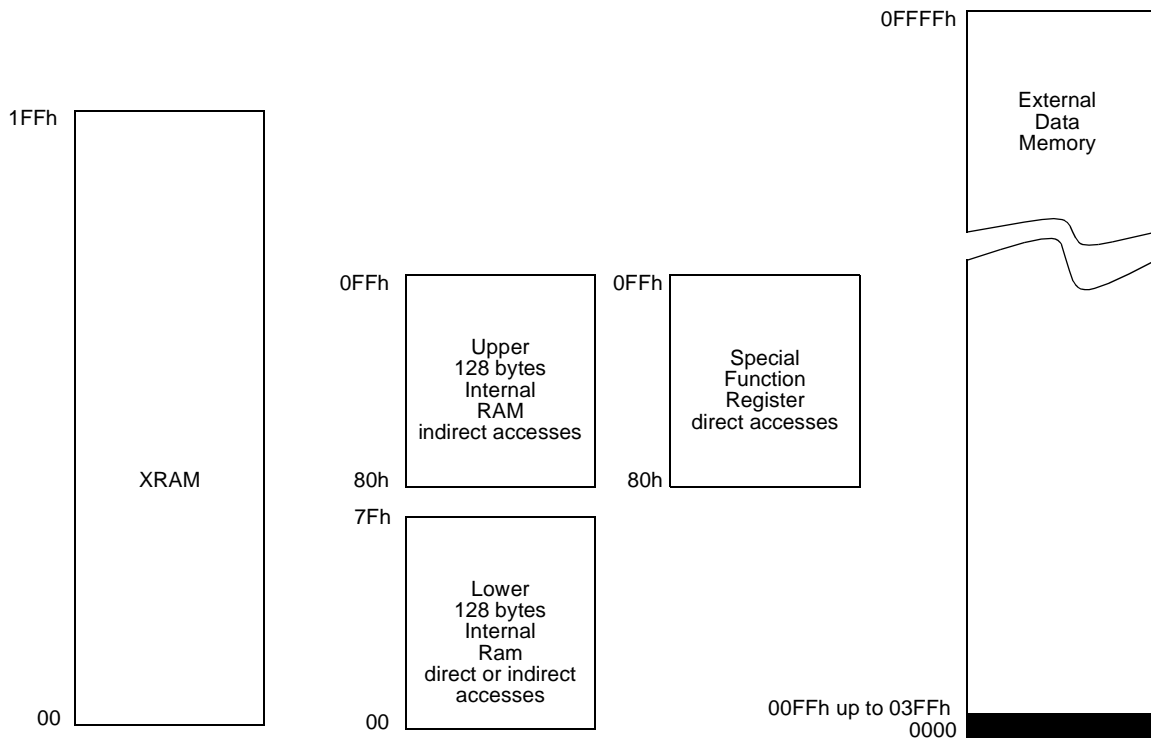 0FFFFh
External
Data
Memory
1FFh
XRAM
00
0FFh
Upper
128 bytes
Internal
RAM
indirect accesses
80h
7Fh
Lower
128 bytes
Internal
Ram
direct or indirect
accesses
00
0FFh
Special
Function
Register
direct accesses
80h
00FFh up to 03FFh
0000